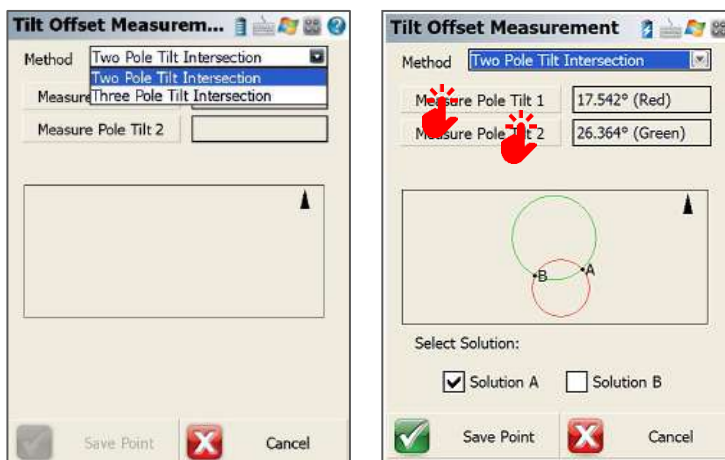 Tilt Offset Measurem...
Method Two Pole Tilt Intersection
Two Pole Tilt Intersection
Three Pole Tilt Intersection
Measure
Measure Pole Tilt 2
Save Point
Cancel
Tilt Offset Measurement
Method Two Pole Tilt Intersection
Measure Pole Tilt 1 17.542° (Red)
Measure Pole Tilt 2 26.364° (Green)
B
A
Select Solution:
Solution A Solution B
Save Point
Cancel